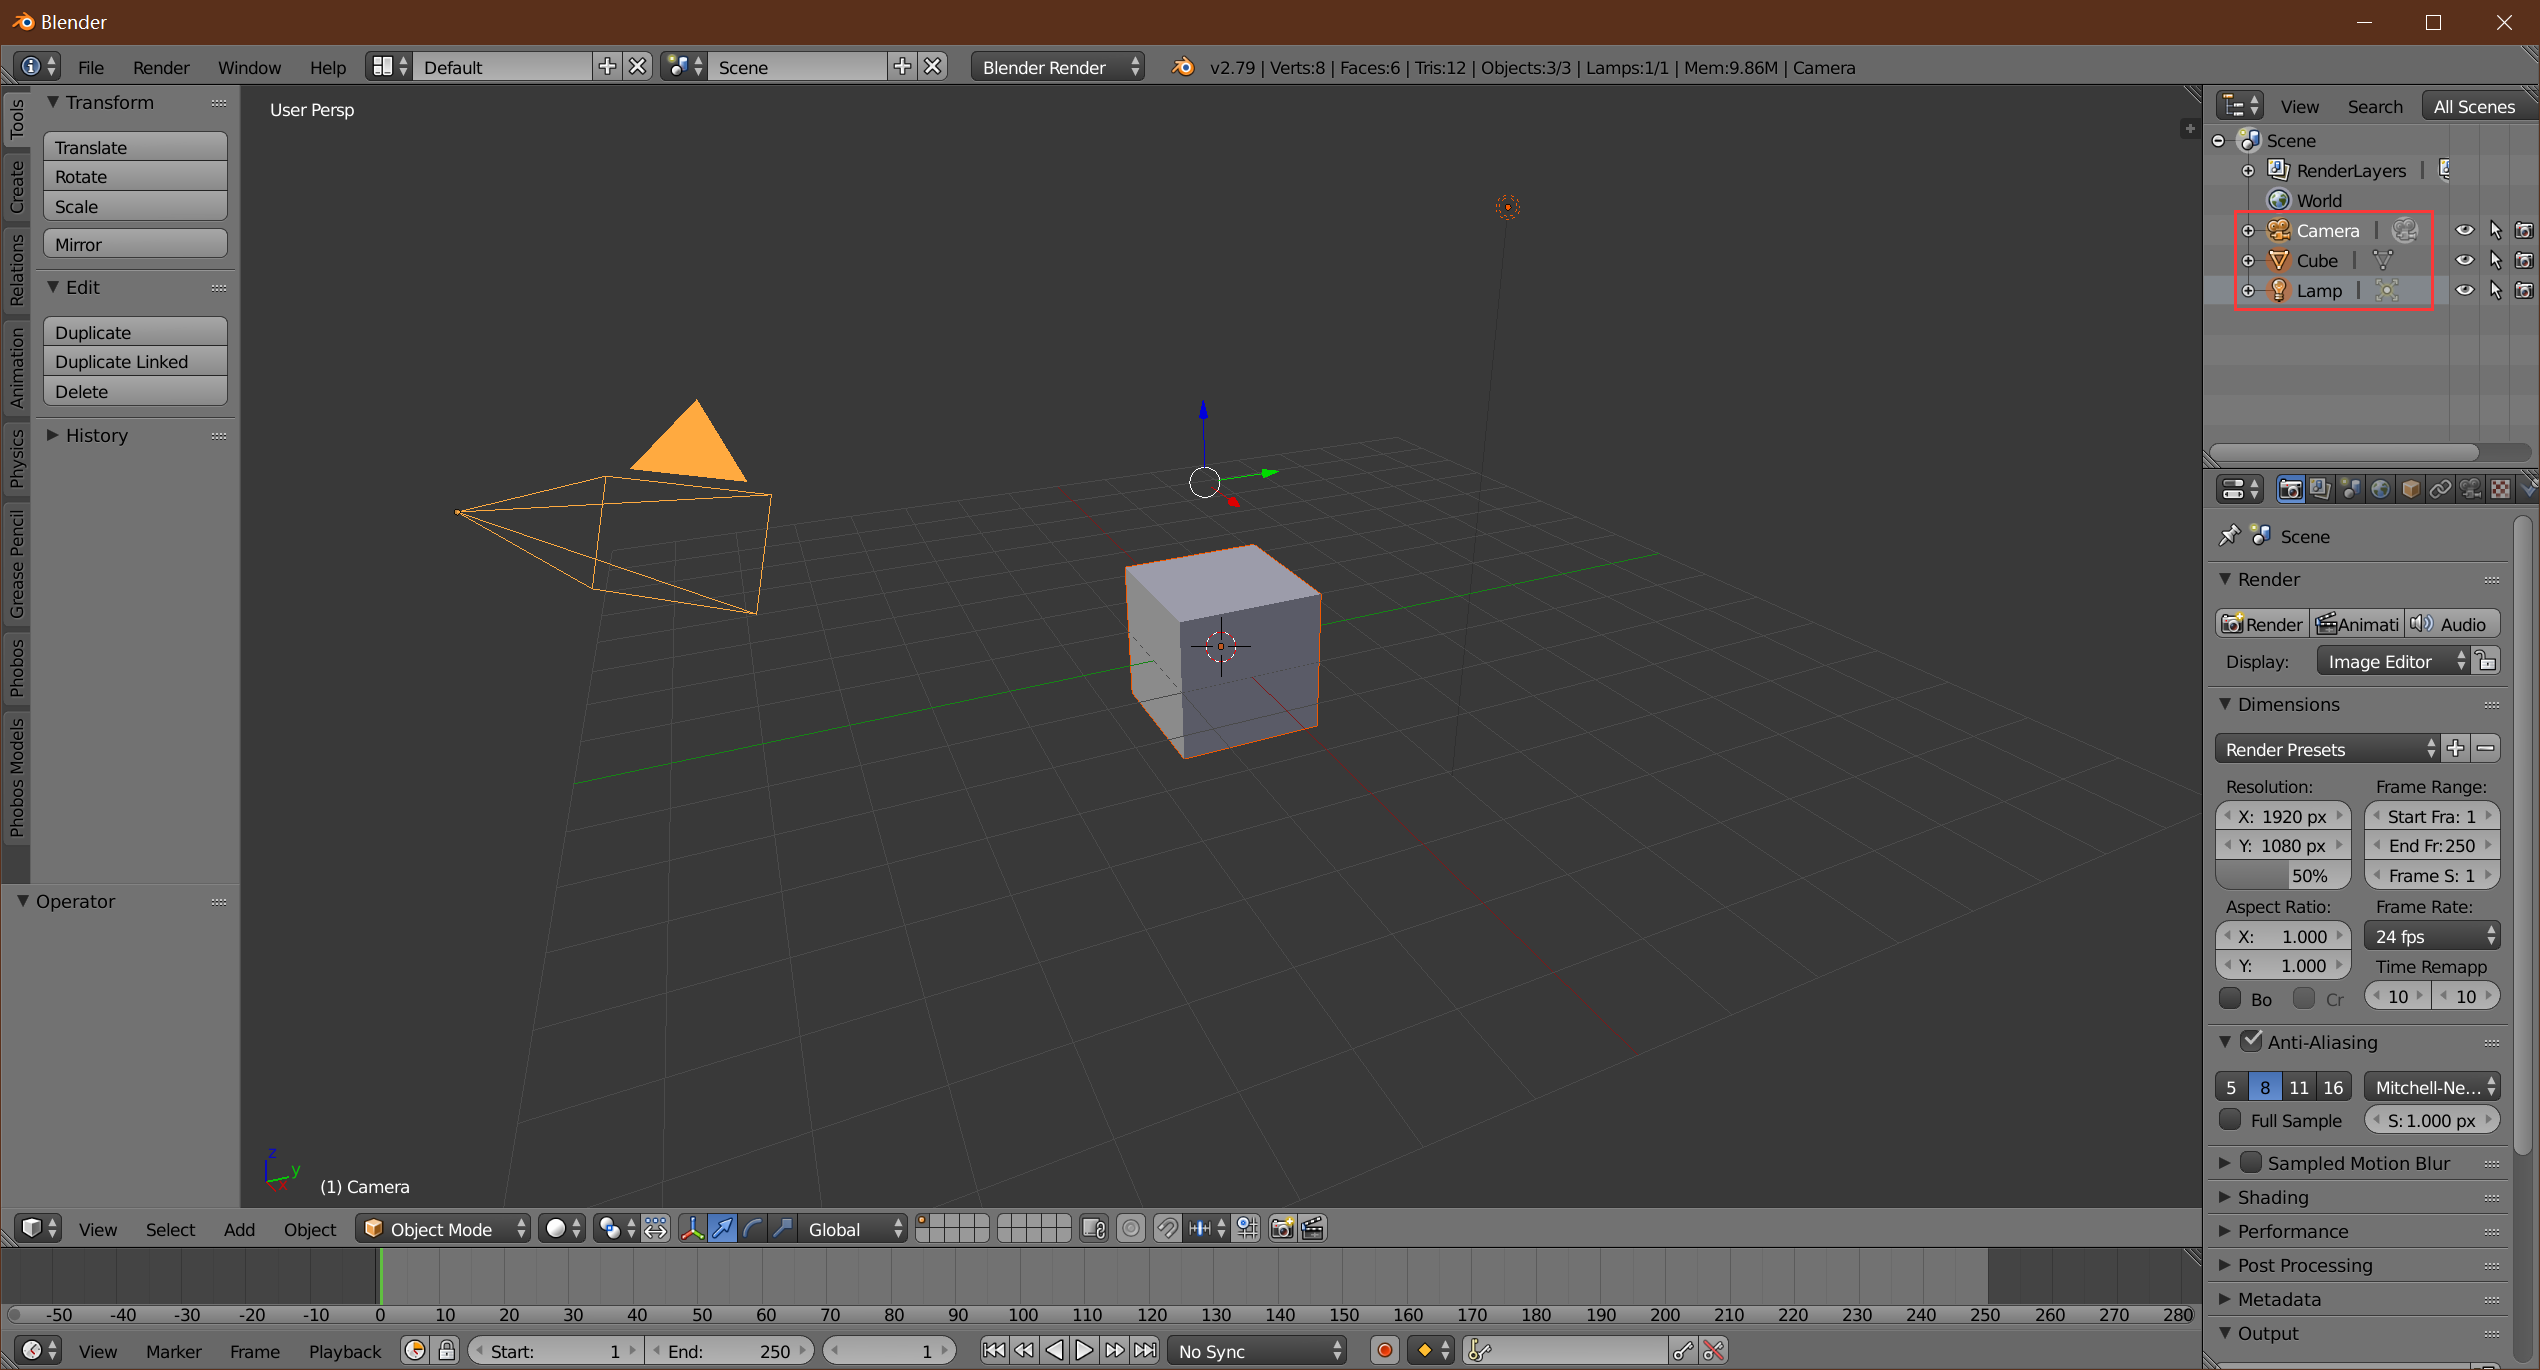 Blender
File Render Window Help Default Scene Blender Render v2.79 | Verts:8 | Faces:6 | Tris:12 | Objects:3/3 | Lamps:1/1 | Mem:9.86M | Camera
Tools
Create
Relations
Animation
Physics
Grease Pencil
Phobos
Phobos Models
Transform
Translate
Rotate
Scale
Mirror
Edit
Duplicate
Duplicate Linked
Delete
History
Operator
User Persp
z
y
x
(1) Camera
View Search All Scenes
Scene
RenderLayers |
World
Camera |
Cube |
Lamp |
Scene
Render
Render Animati Audio
Display: Image Editor
Dimensions
Render Presets
Resolution: Frame Range:
X: 1920 px Start Fra: 1
Y: 1080 px End Fr:250
50% Frame S: 1
Aspect Ratio: Frame Rate:
X: 1.000 24 fps
Y: 1.000 Time Remapp
Bo Cr 10 10
Anti-Aliasing
5 8 11 16 Mitchell-Ne...
Full Sample S:1.000 px
Sampled Motion Blur
Shading
Performance
Post Processing
Metadata
Output
View Select Add Object Object Mode Global
-50 -40 -30 -20 -10 0 10 20 30 40 50 60 70 80 90 100 110 120 130 140 150 160 170 180 190 200 210 220 230 240 250 260 270 280
View Marker Frame Playback Start: 1 End: 250 1 No Sync